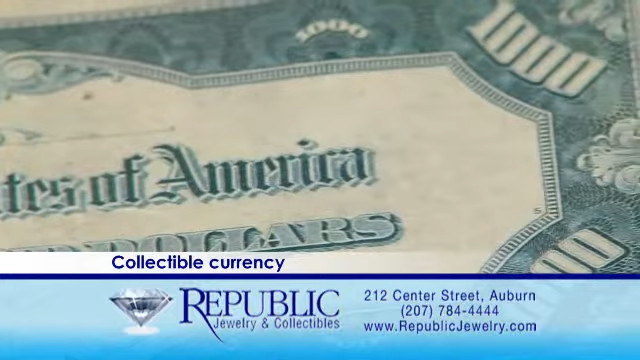 1000
1000
tes of America
DOLLARS
Collectible currency
REPUBLIC
Jewelry & Collectibles
212 Center Street, Auburn
(207) 784-4444
www.RepublicJewelry.com